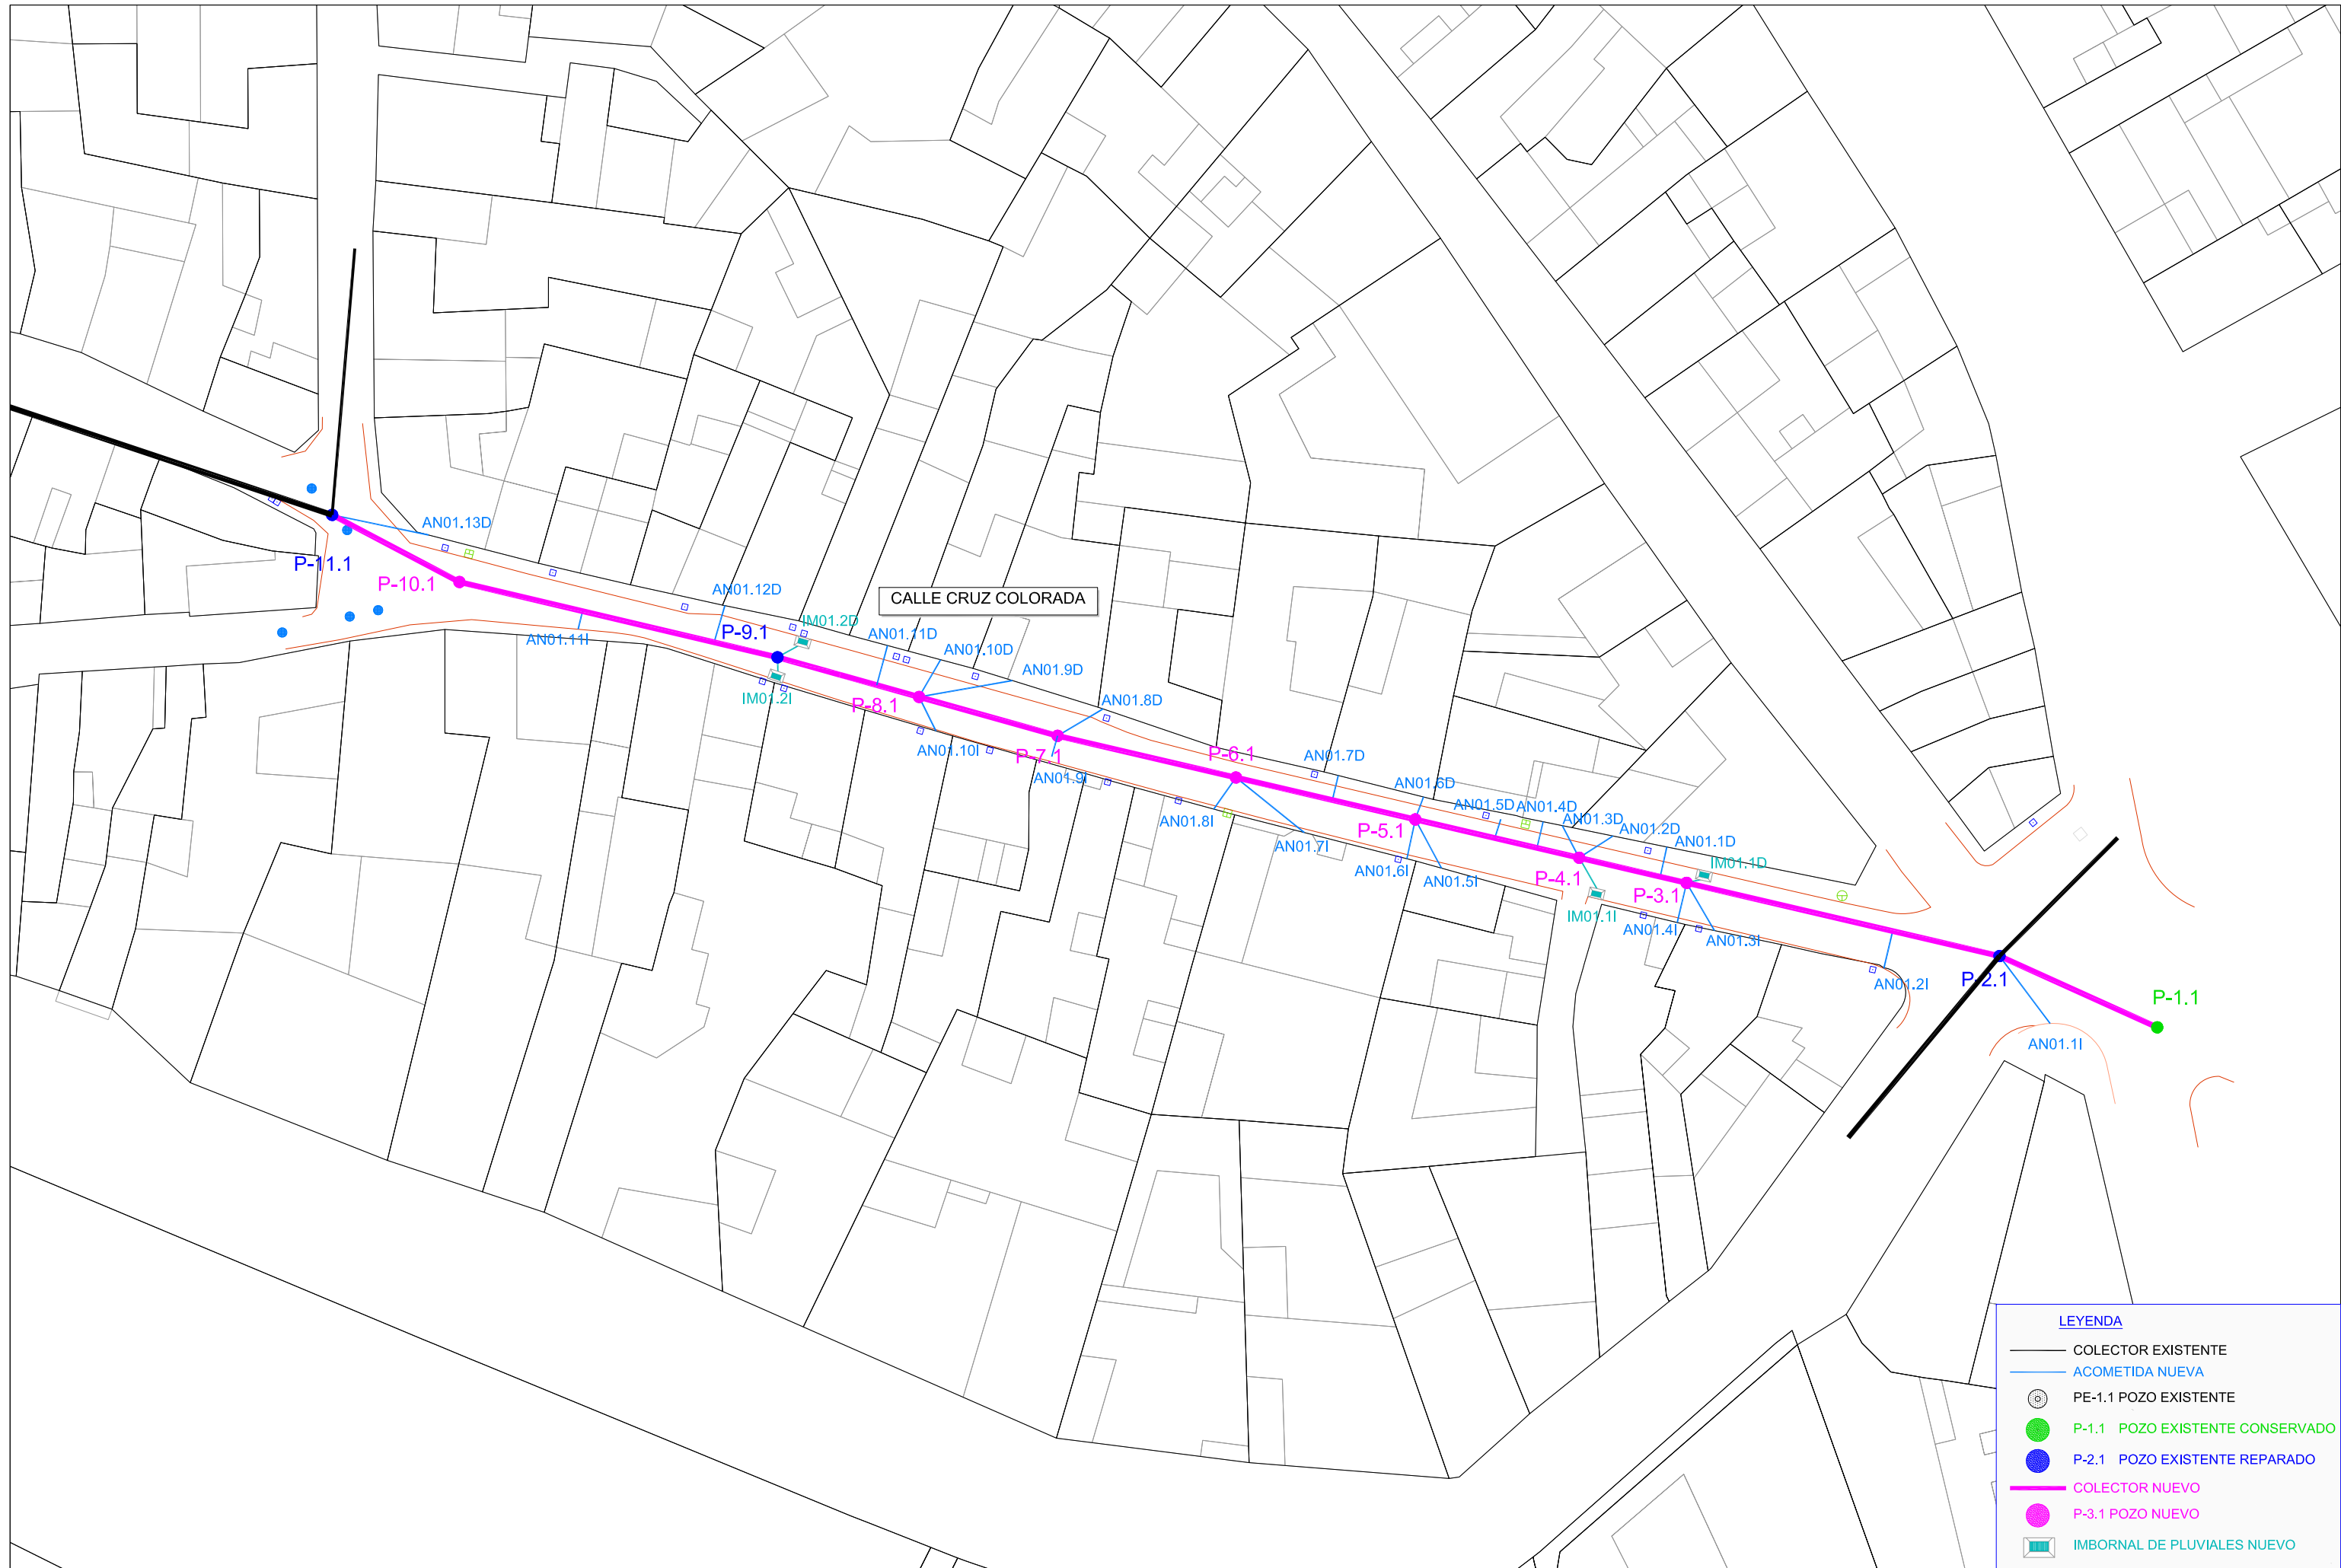 AN01.13D
P-11.1
P-10.1
AN01.12D
CALLE CRUZ COLORADA
AN01.11I
P-9.1
IM01.2D
AN01.11D
AN01.10D
AN01.9D
IM01.2I
P-8.1
AN01.8D
AN01.10I
P-7.1
P-6.1
AN01.7D
AN01.9I
AN01.6D
AN01.5D
AN01.4D
AN01.8I
AN01.3D
AN01.2D
P-5.1
AN01.7I
AN01.1D
IM01.1D
AN01.6I
AN01.5I
P-4.1
P-3.1
IM01.1I
AN01.4I
AN01.3I
AN01.2I
P-2.1
P-1.1
AN01.1I
LEYENDA
COLECTOR EXISTENTE
ACOMETIDA NUEVA
PE-1.1 POZO EXISTENTE
P-1.1 POZO EXISTENTE CONSERVADO
P-2.1 POZO EXISTENTE REPARADO
COLECTOR NUEVO
P-3.1 POZO NUEVO
IMBORNAL DE PLUVIALES NUEVO